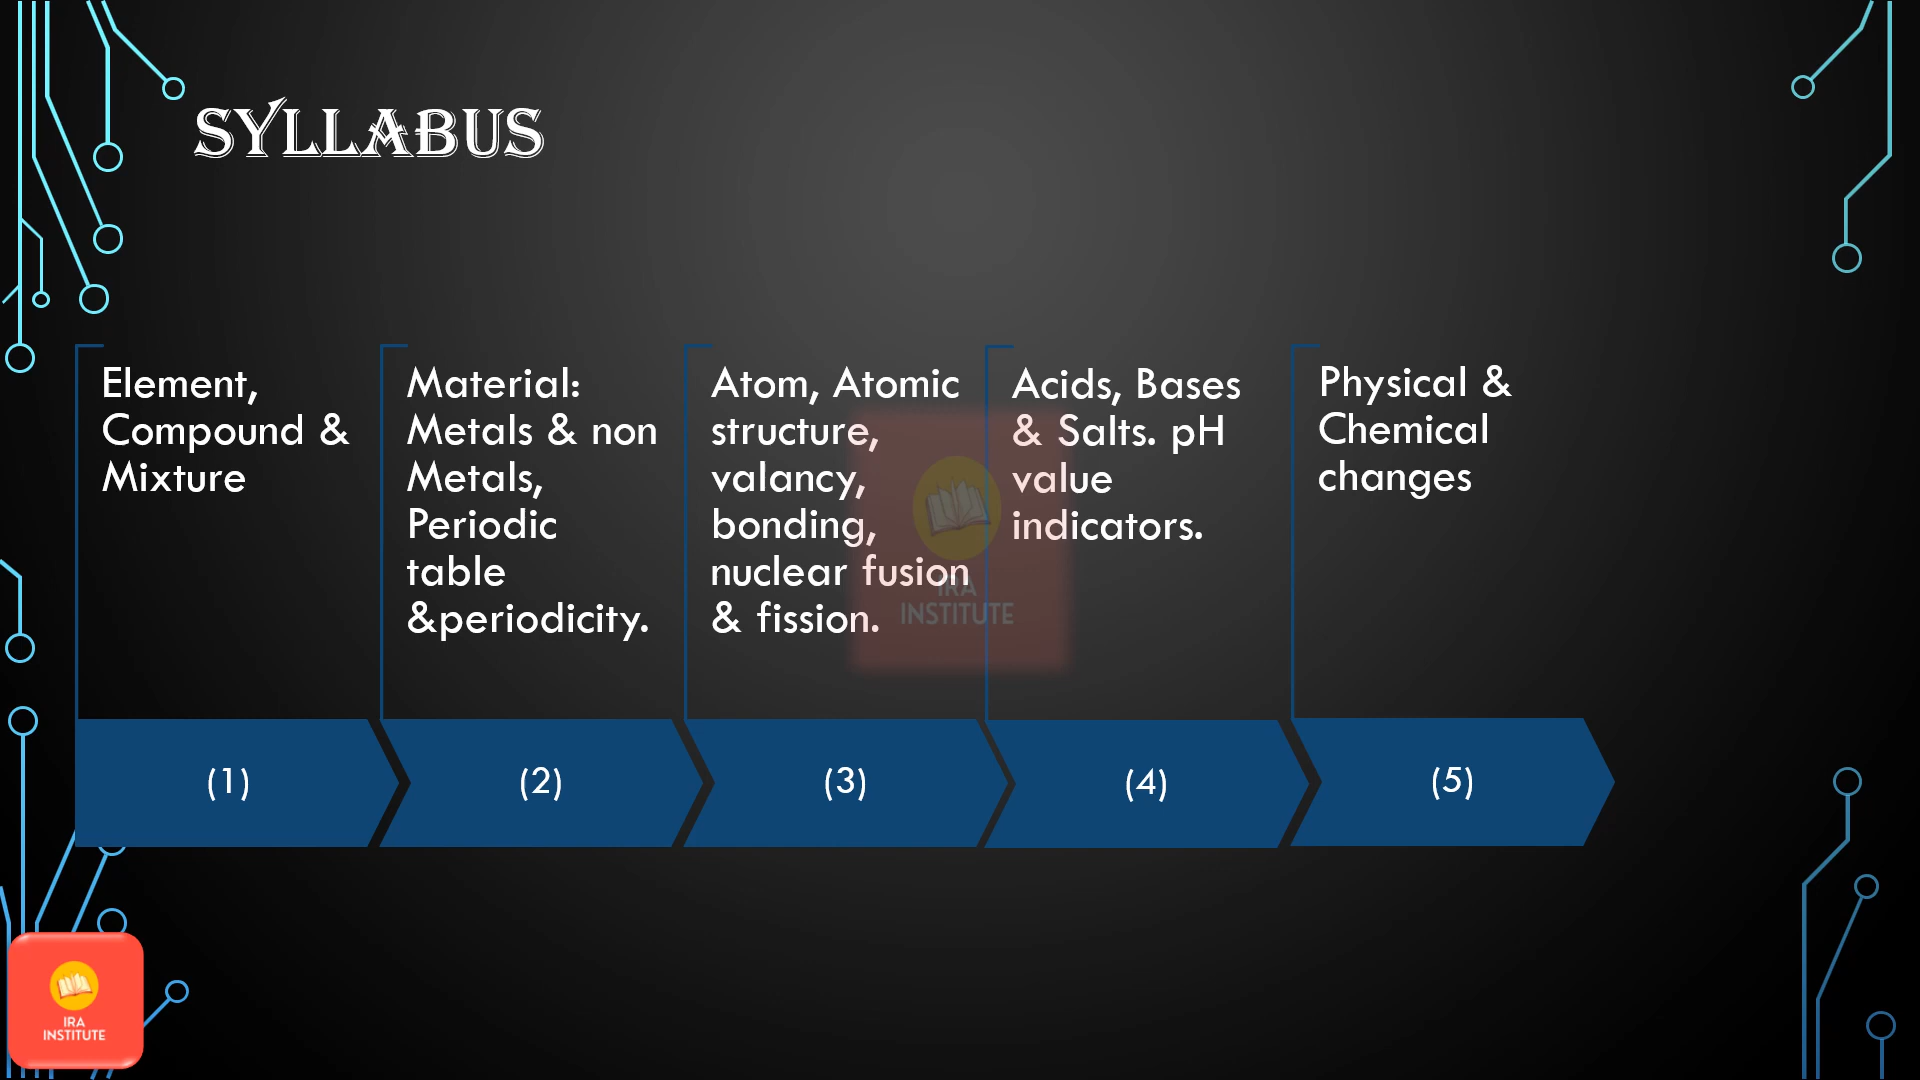 SYLLABUS
Element,
Compound &
Mixture
Material:
Metals & non
Metals,
Periodic
table
&periodicity.
Atom, Atomic
structure,
valancy,
bonding,
nuclear fusion
& fission.
Acids, Bases
& Salts. pH
value
indicators.
Physical &
Chemical
changes
IRA
INSTITUTE
(1)
(2)
(3)
(4)
(5)
IRA
INSTITUTE